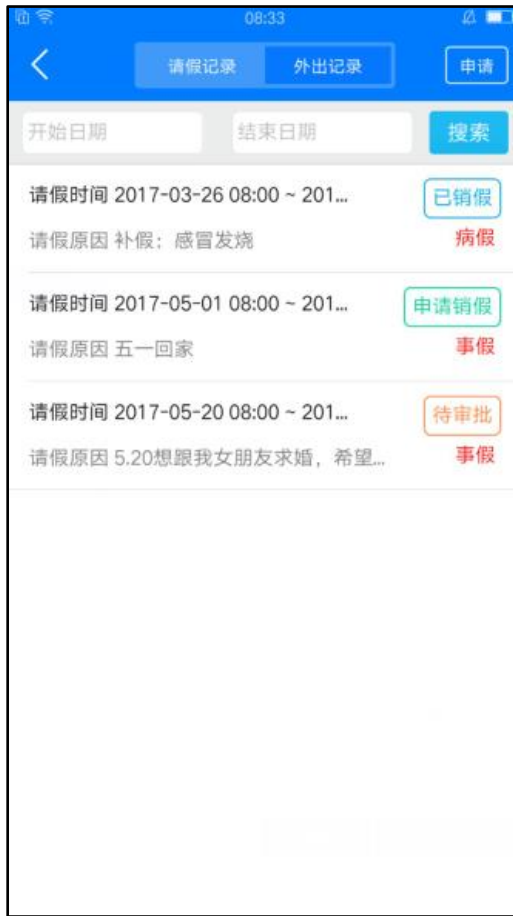 08:33
请假记录 外出记录 申请
开始日期 结束日期 搜索
请假时间 2017-03-26 08:00 ~ 201... 已销假
请假原因 补假：感冒发烧 病假
请假时间 2017-05-01 08:00 ~ 201... 申请销假
请假原因 五一回家 事假
请假时间 2017-05-20 08:00 ~ 201... 待审批
请假原因 5.20想跟我女朋友求婚，希望... 事假